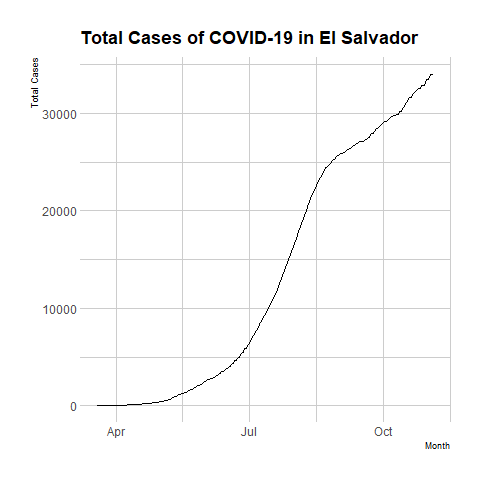 Total Cases of COVID-19 in El Salvador
Total Cases
30000
20000
10000
0
Apr Jul Oct
Month